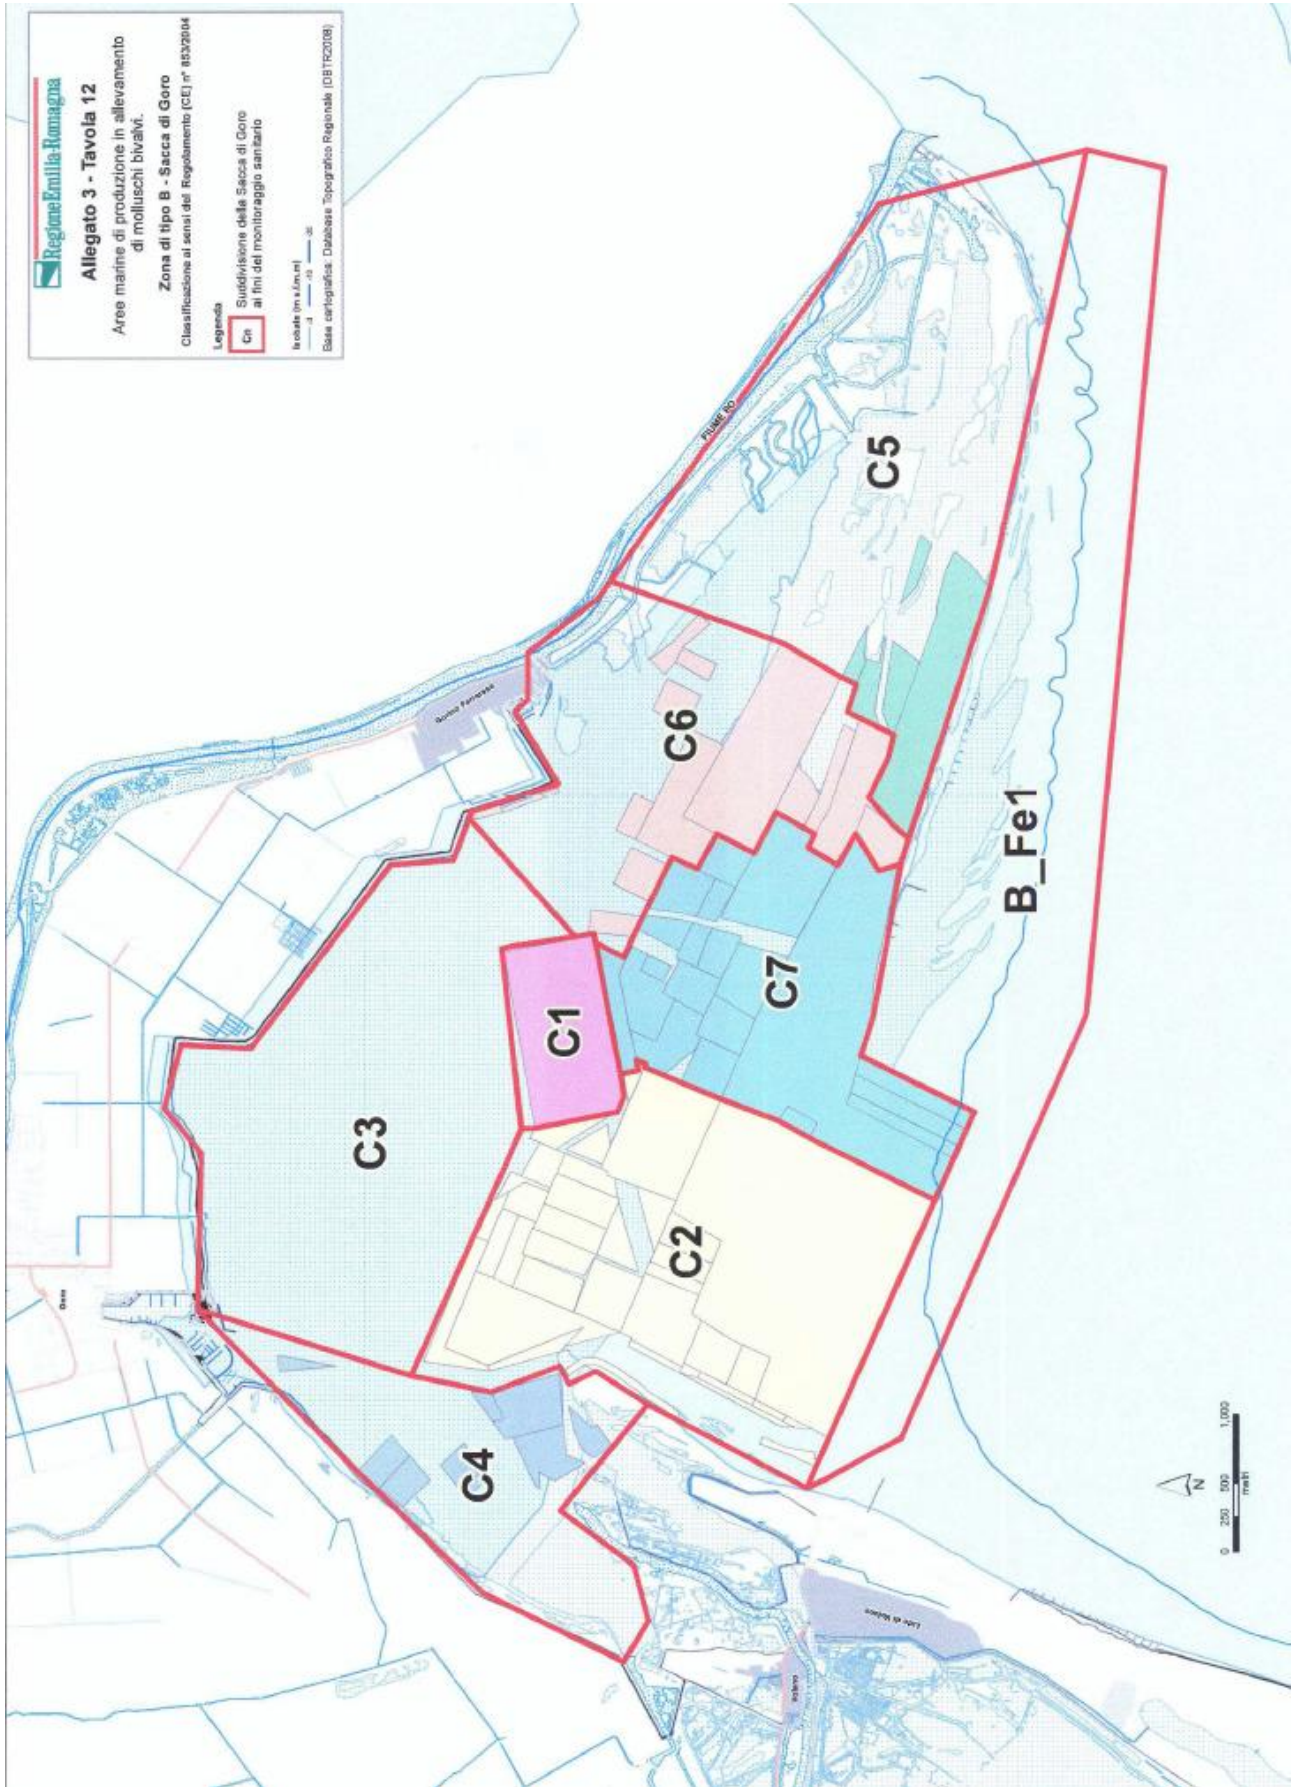 RegioneEmilia-Romagna
Allegato 3 - Tavola 12
Aree marine di produzione in allevamento
di molluschi bivalvi.
Zona di tipo B - Sacca di Goro
Classificazione ai sensi del Regolamento (CE) n° 853/2004
Legenda
Cn
Suddivisione della Sacca di Goro
ai fini del monitoraggio sanitario
Isobate (m s.l.m.m)
Base cartografica: Database Topografico Regionale (DBTR2008)
Goro
Gorino Ferrarese
FIUME PO
C3
C4
C1
C6
C5
C2
C7
B_Fe1
Volano
Lido di Volano
N
0 250 500 1.000
metri